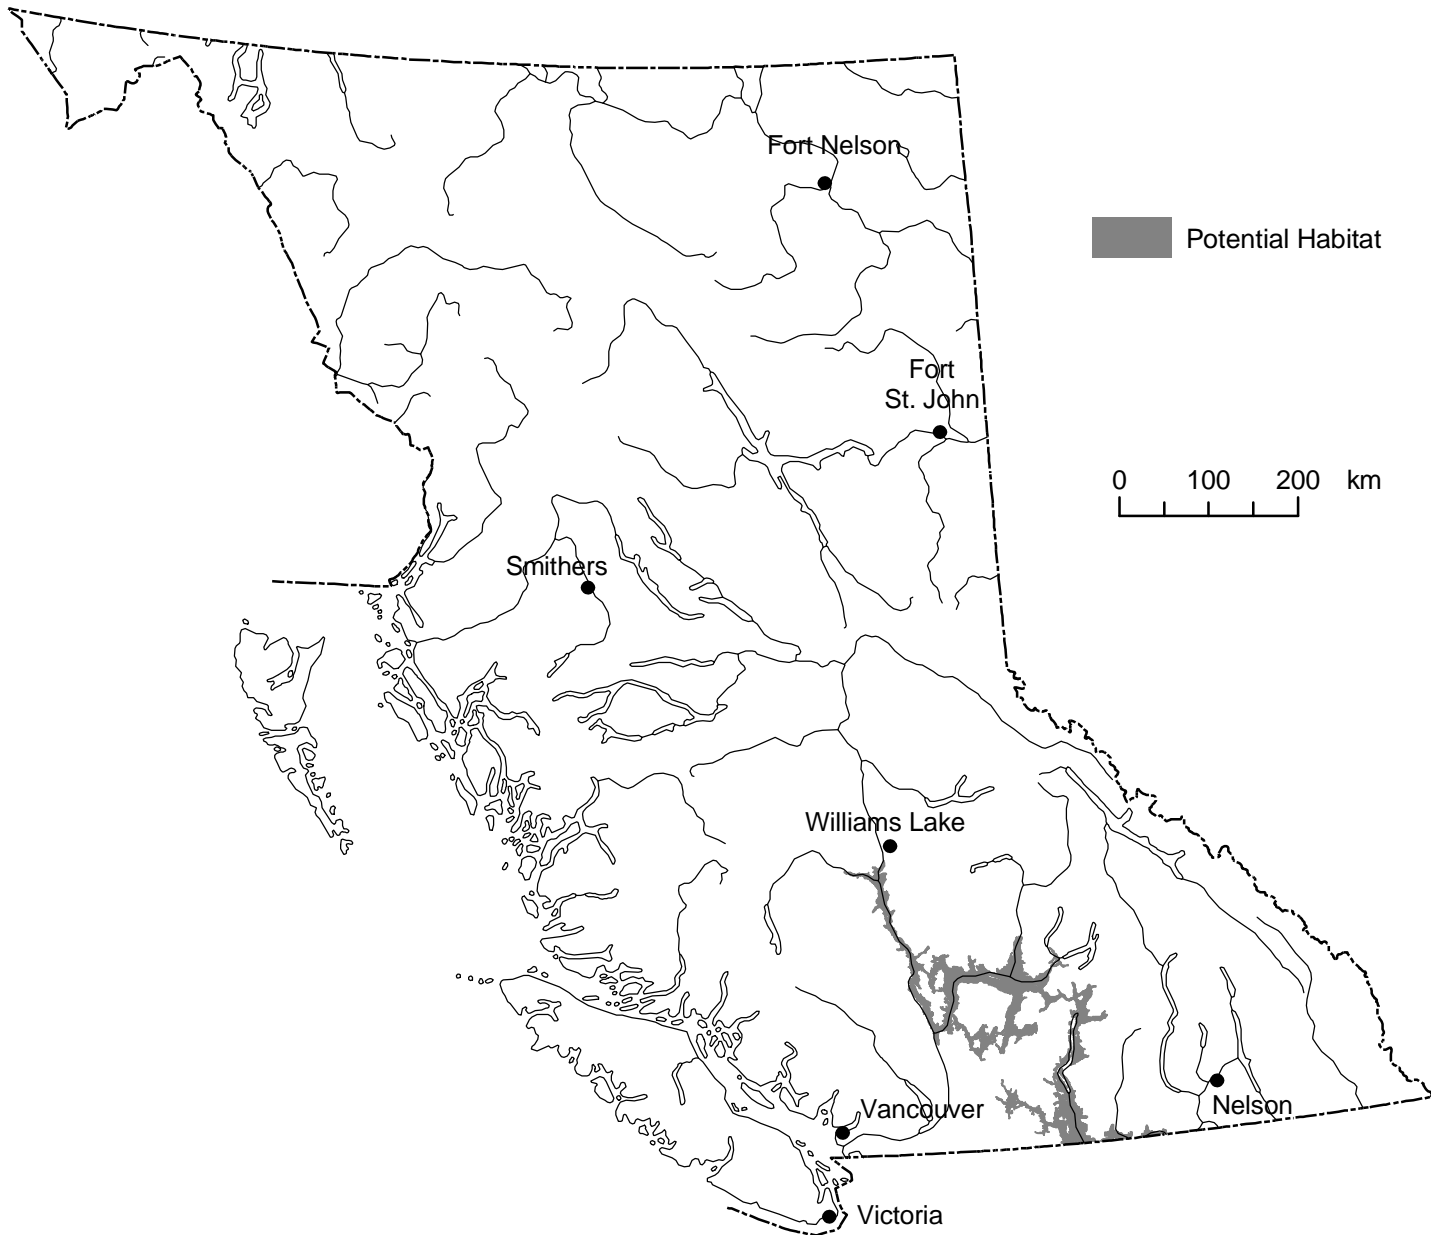 Fort Nelson
Potential Habitat
Fort
St. John
0 100 200 km
Smithers
Williams Lake
Vancouver
Nelson
Victoria